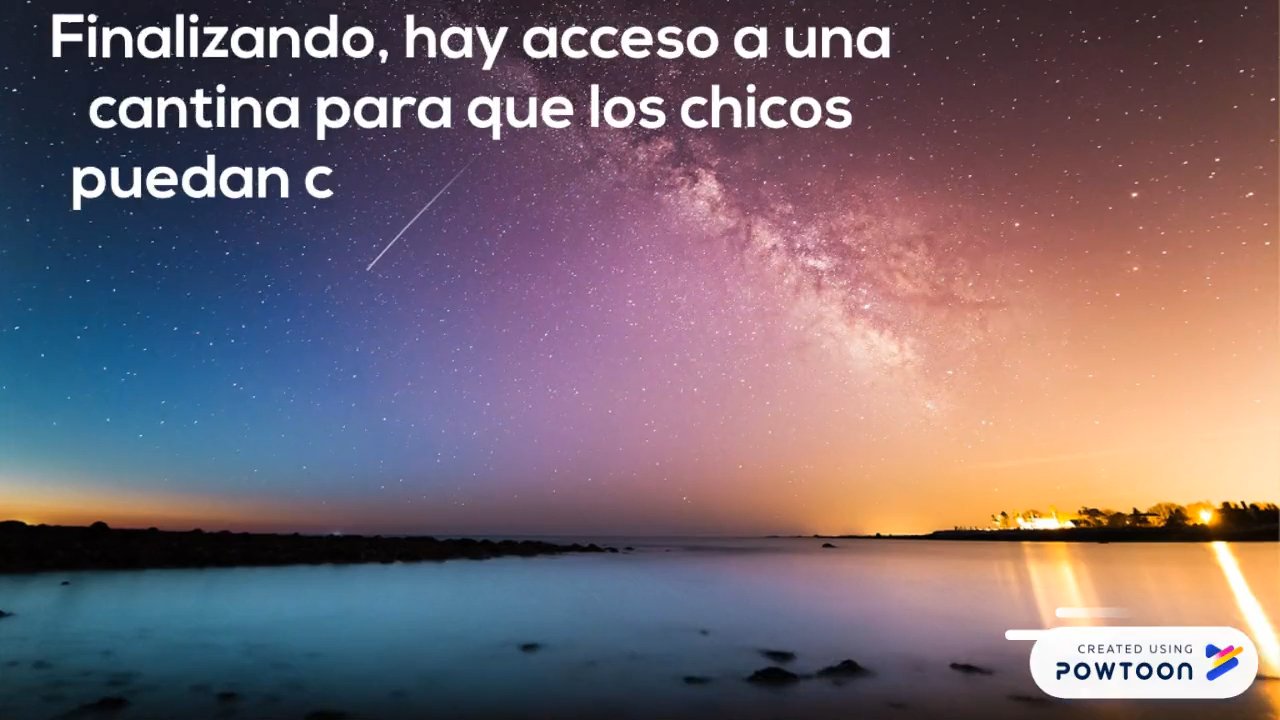 Finalizando, hay acceso a una
cantina para que los chicos
puedan c
CREATED USING
POWTOON